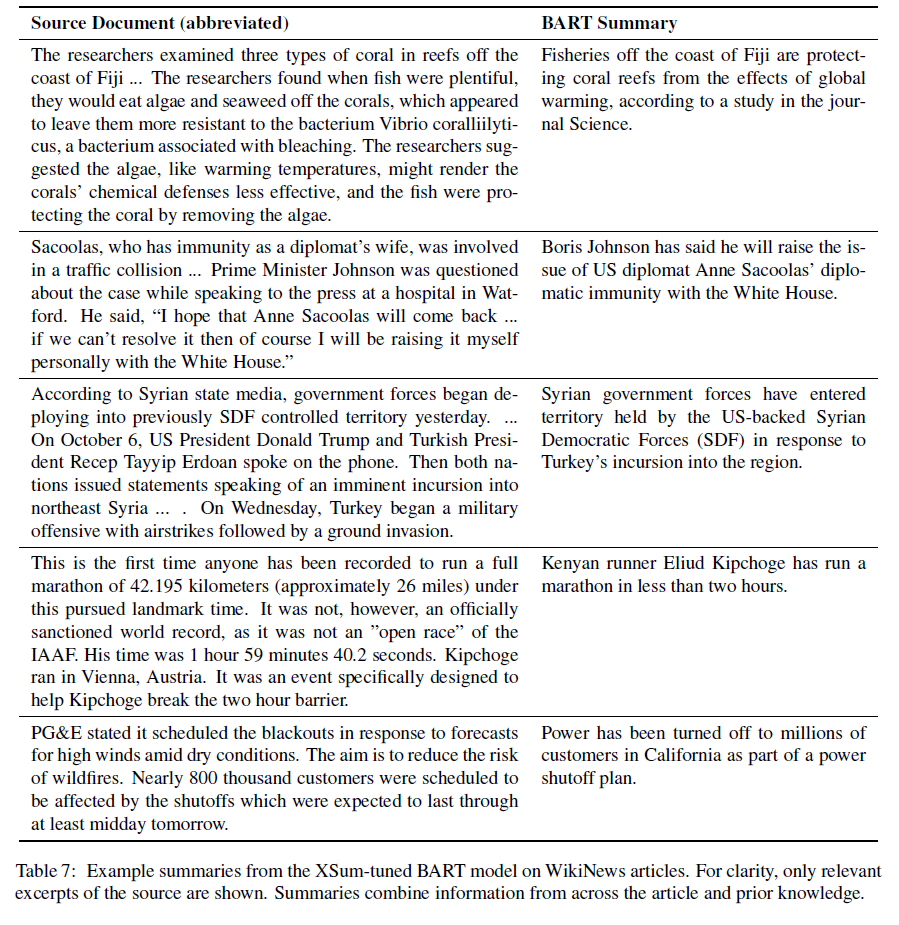 Source Document (abbreviated)
BART Summary
The researchers examined three types of coral in reefs off the
coast of Fiji ... The researchers found when fish were plentiful,
they would eat algae and seaweed off the corals, which appeared
to leave them more resistant to the bacterium Vibrio coralliilyti-
cus, a bacterium associated with bleaching. The researchers sug-
gested the algae, like warming temperatures, might render the
corals’ chemical defenses less effective, and the fish were pro-
tecting the coral by removing the algae.
Fisheries off the coast of Fiji are protect-
ing coral reefs from the effects of global
warming, according to a study in the jour-
nal Science.
Sacoolas, who has immunity as a diplomat’s wife, was involved
in a traffic collision ... Prime Minister Johnson was questioned
about the case while speaking to the press at a hospital in Wat-
ford. He said, “I hope that Anne Sacoolas will come back ...
if we can’t resolve it then of course I will be raising it myself
personally with the White House.”
Boris Johnson has said he will raise the is-
sue of US diplomat Anne Sacoolas’ diplo-
matic immunity with the White House.
According to Syrian state media, government forces began de-
ploying into previously SDF controlled territory yesterday. ...
On October 6, US President Donald Trump and Turkish Presi-
dent Recep Tayyip Erdoan spoke on the phone. Then both na-
tions issued statements speaking of an imminent incursion into
northeast Syria ... . On Wednesday, Turkey began a military
offensive with airstrikes followed by a ground invasion.
Syrian government forces have entered
territory held by the US-backed Syrian
Democratic Forces (SDF) in response to
Turkey’s incursion into the region.
This is the first time anyone has been recorded to run a full
marathon of 42.195 kilometers (approximately 26 miles) under
this pursued landmark time. It was not, however, an officially
sanctioned world record, as it was not an ”open race” of the
IAAF. His time was 1 hour 59 minutes 40.2 seconds. Kipchoge
ran in Vienna, Austria. It was an event specifically designed to
help Kipchoge break the two hour barrier.
Kenyan runner Eliud Kipchoge has run a
marathon in less than two hours.
PG&E stated it scheduled the blackouts in response to forecasts
for high winds amid dry conditions. The aim is to reduce the risk
of wildfires. Nearly 800 thousand customers were scheduled to
be affected by the shutoffs which were expected to last through
at least midday tomorrow.
Power has been turned off to millions of
customers in California as part of a power
shutoff plan.
Table 7: Example summaries from the XSum-tuned BART model on WikiNews articles. For clarity, only relevant
excerpts of the source are shown. Summaries combine information from across the article and prior knowledge.